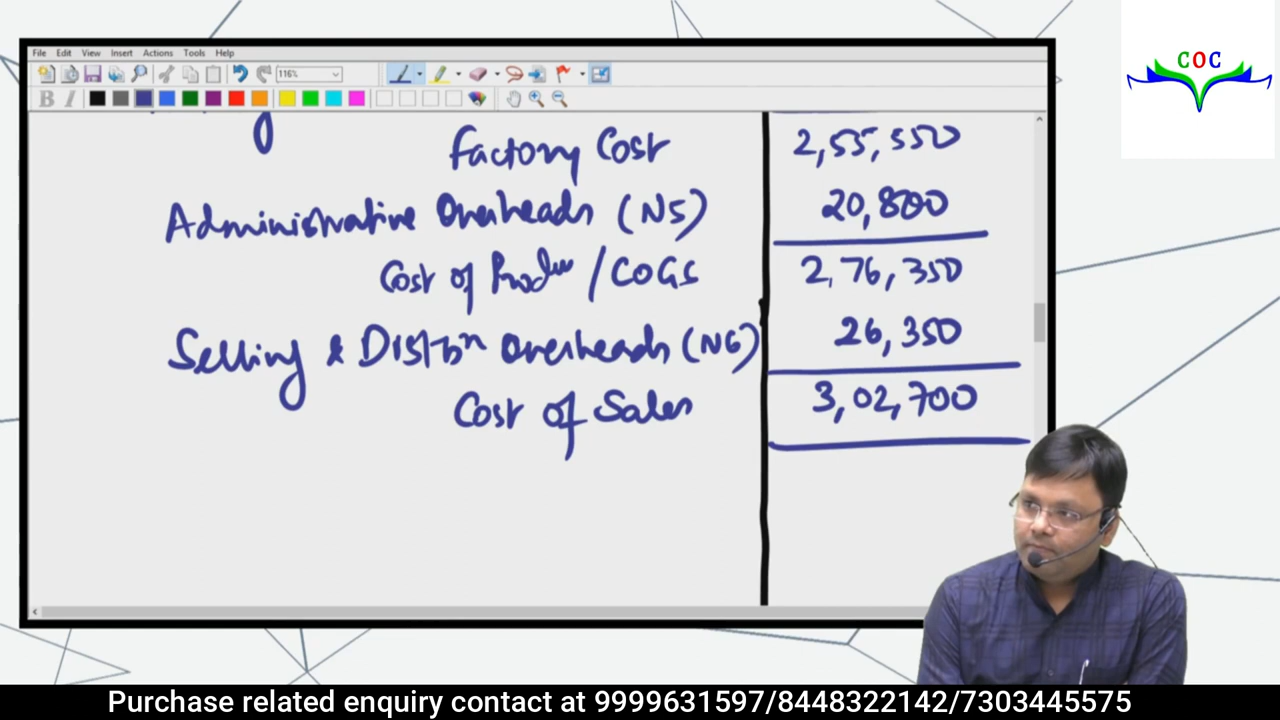 COC
File Edit View Insert Actions Tools Help
116%
B I
Factory Cost 2,55,550
Administrative Overheads (N5) 20,800
Cost of / COGS 2,76,350
Selling & Overheads (N6) 26,350
Cost of Sales 3,02,700
Purchase related enquiry contact at 9999631597/8448322142/7303445575